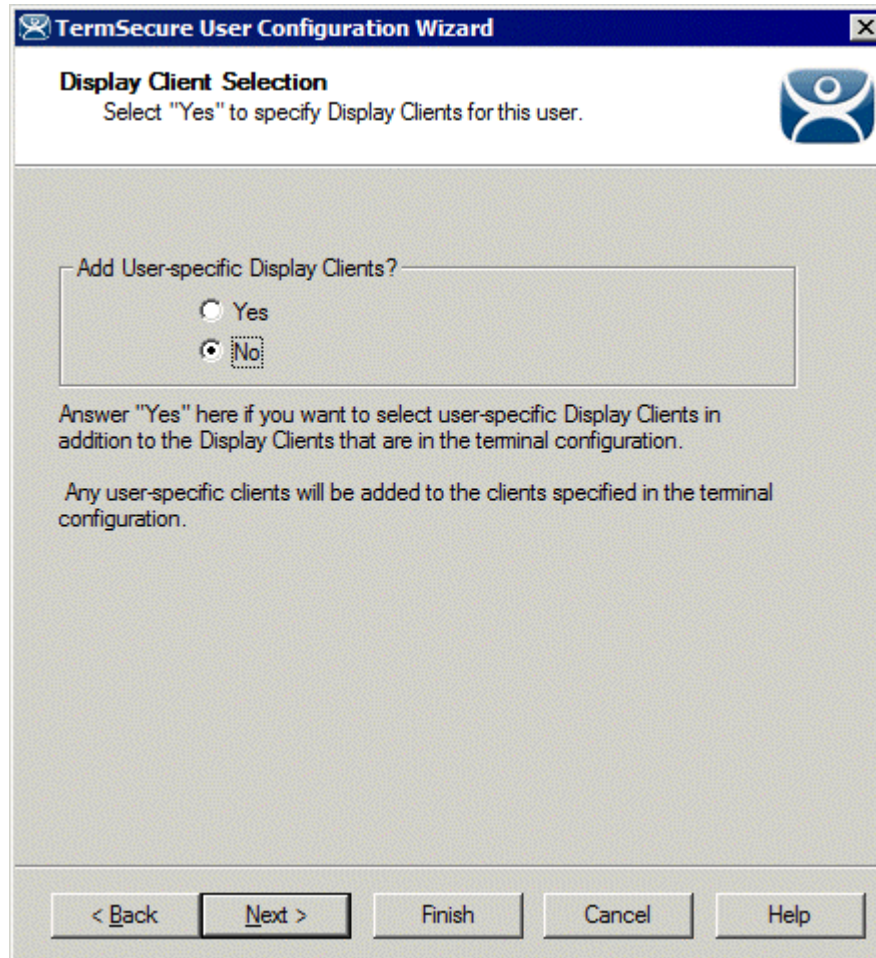 TermSecure User Configuration Wizard
Display Client Selection
Select "Yes" to specify Display Clients for this user.
Add User-specific Display Clients?
Yes
No
Answer "Yes" here if you want to select user-specific Display Clients in
addition to the Display Clients that are in the terminal configuration.
Any user-specific clients will be added to the clients specified in the terminal
configuration.
< Back Next > Finish Cancel Help